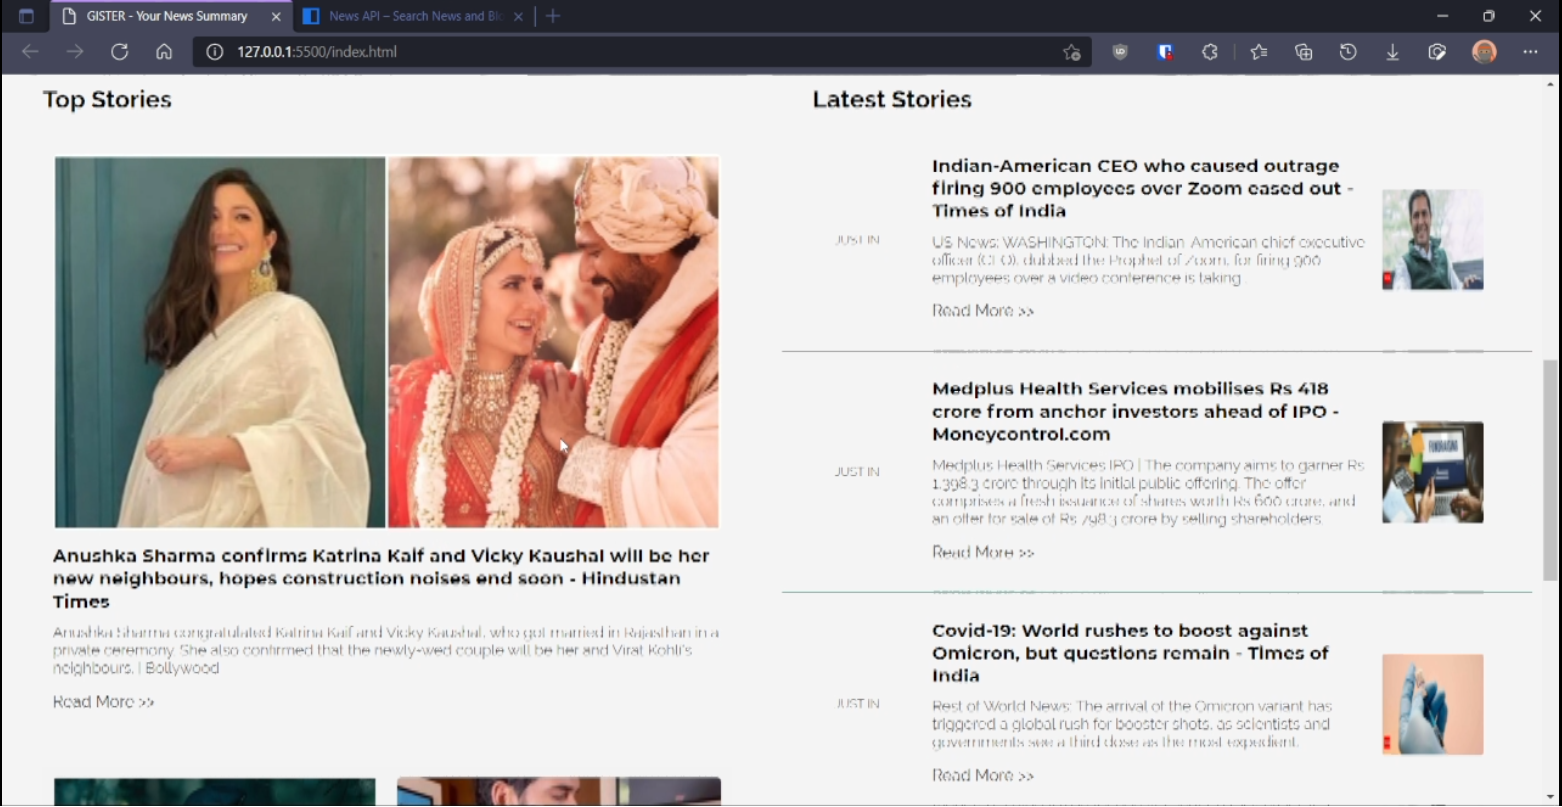 GISTER - Your News Summary
News API – Search News and Blo
127.0.0.1:5500/index.html
Top Stories
Anushka Sharma confirms Katrina Kaif and Vicky Kaushal will be her
new neighbours, hopes construction noises end soon - Hindustan
Times
Anushka Sharma congratulated Katrina Kaif and Vicky Kaushal, who got married in Rajasthan in a
private ceremony. She also confirmed that the newly-wed couple will be her and Virat Kohli's
neighbours. | Bollywood
Read More >>
Latest Stories
JUST IN
Indian-American CEO who caused outrage
firing 900 employees over Zoom eased out -
Times of India
US News: WASHINGTON: The Indian-American chief executive
officer (CEO), dubbed the Prophet of Zoom, for firing 900
employees over a video conference is taking
Read More >>
JUST IN
Medplus Health Services mobilises Rs 418
crore from anchor investors ahead of IPO -
Moneycontrol.com
Medplus Health Services IPO | The company aims to garner Rs
1,398.3 crore through its initial public offering. The offer
comprises a fresh issuance of shares worth Rs 600 crore, and
an offer for sale of Rs 798.3 crore by selling shareholders.
Read More >>
FUNDRAISING
JUST IN
Covid-19: World rushes to boost against
Omicron, but questions remain - Times of
India
Rest of World News: The arrival of the Omicron variant has
triggered a global rush for booster shots, as scientists and
governments see a third dose as the most expedient.
Read More >>